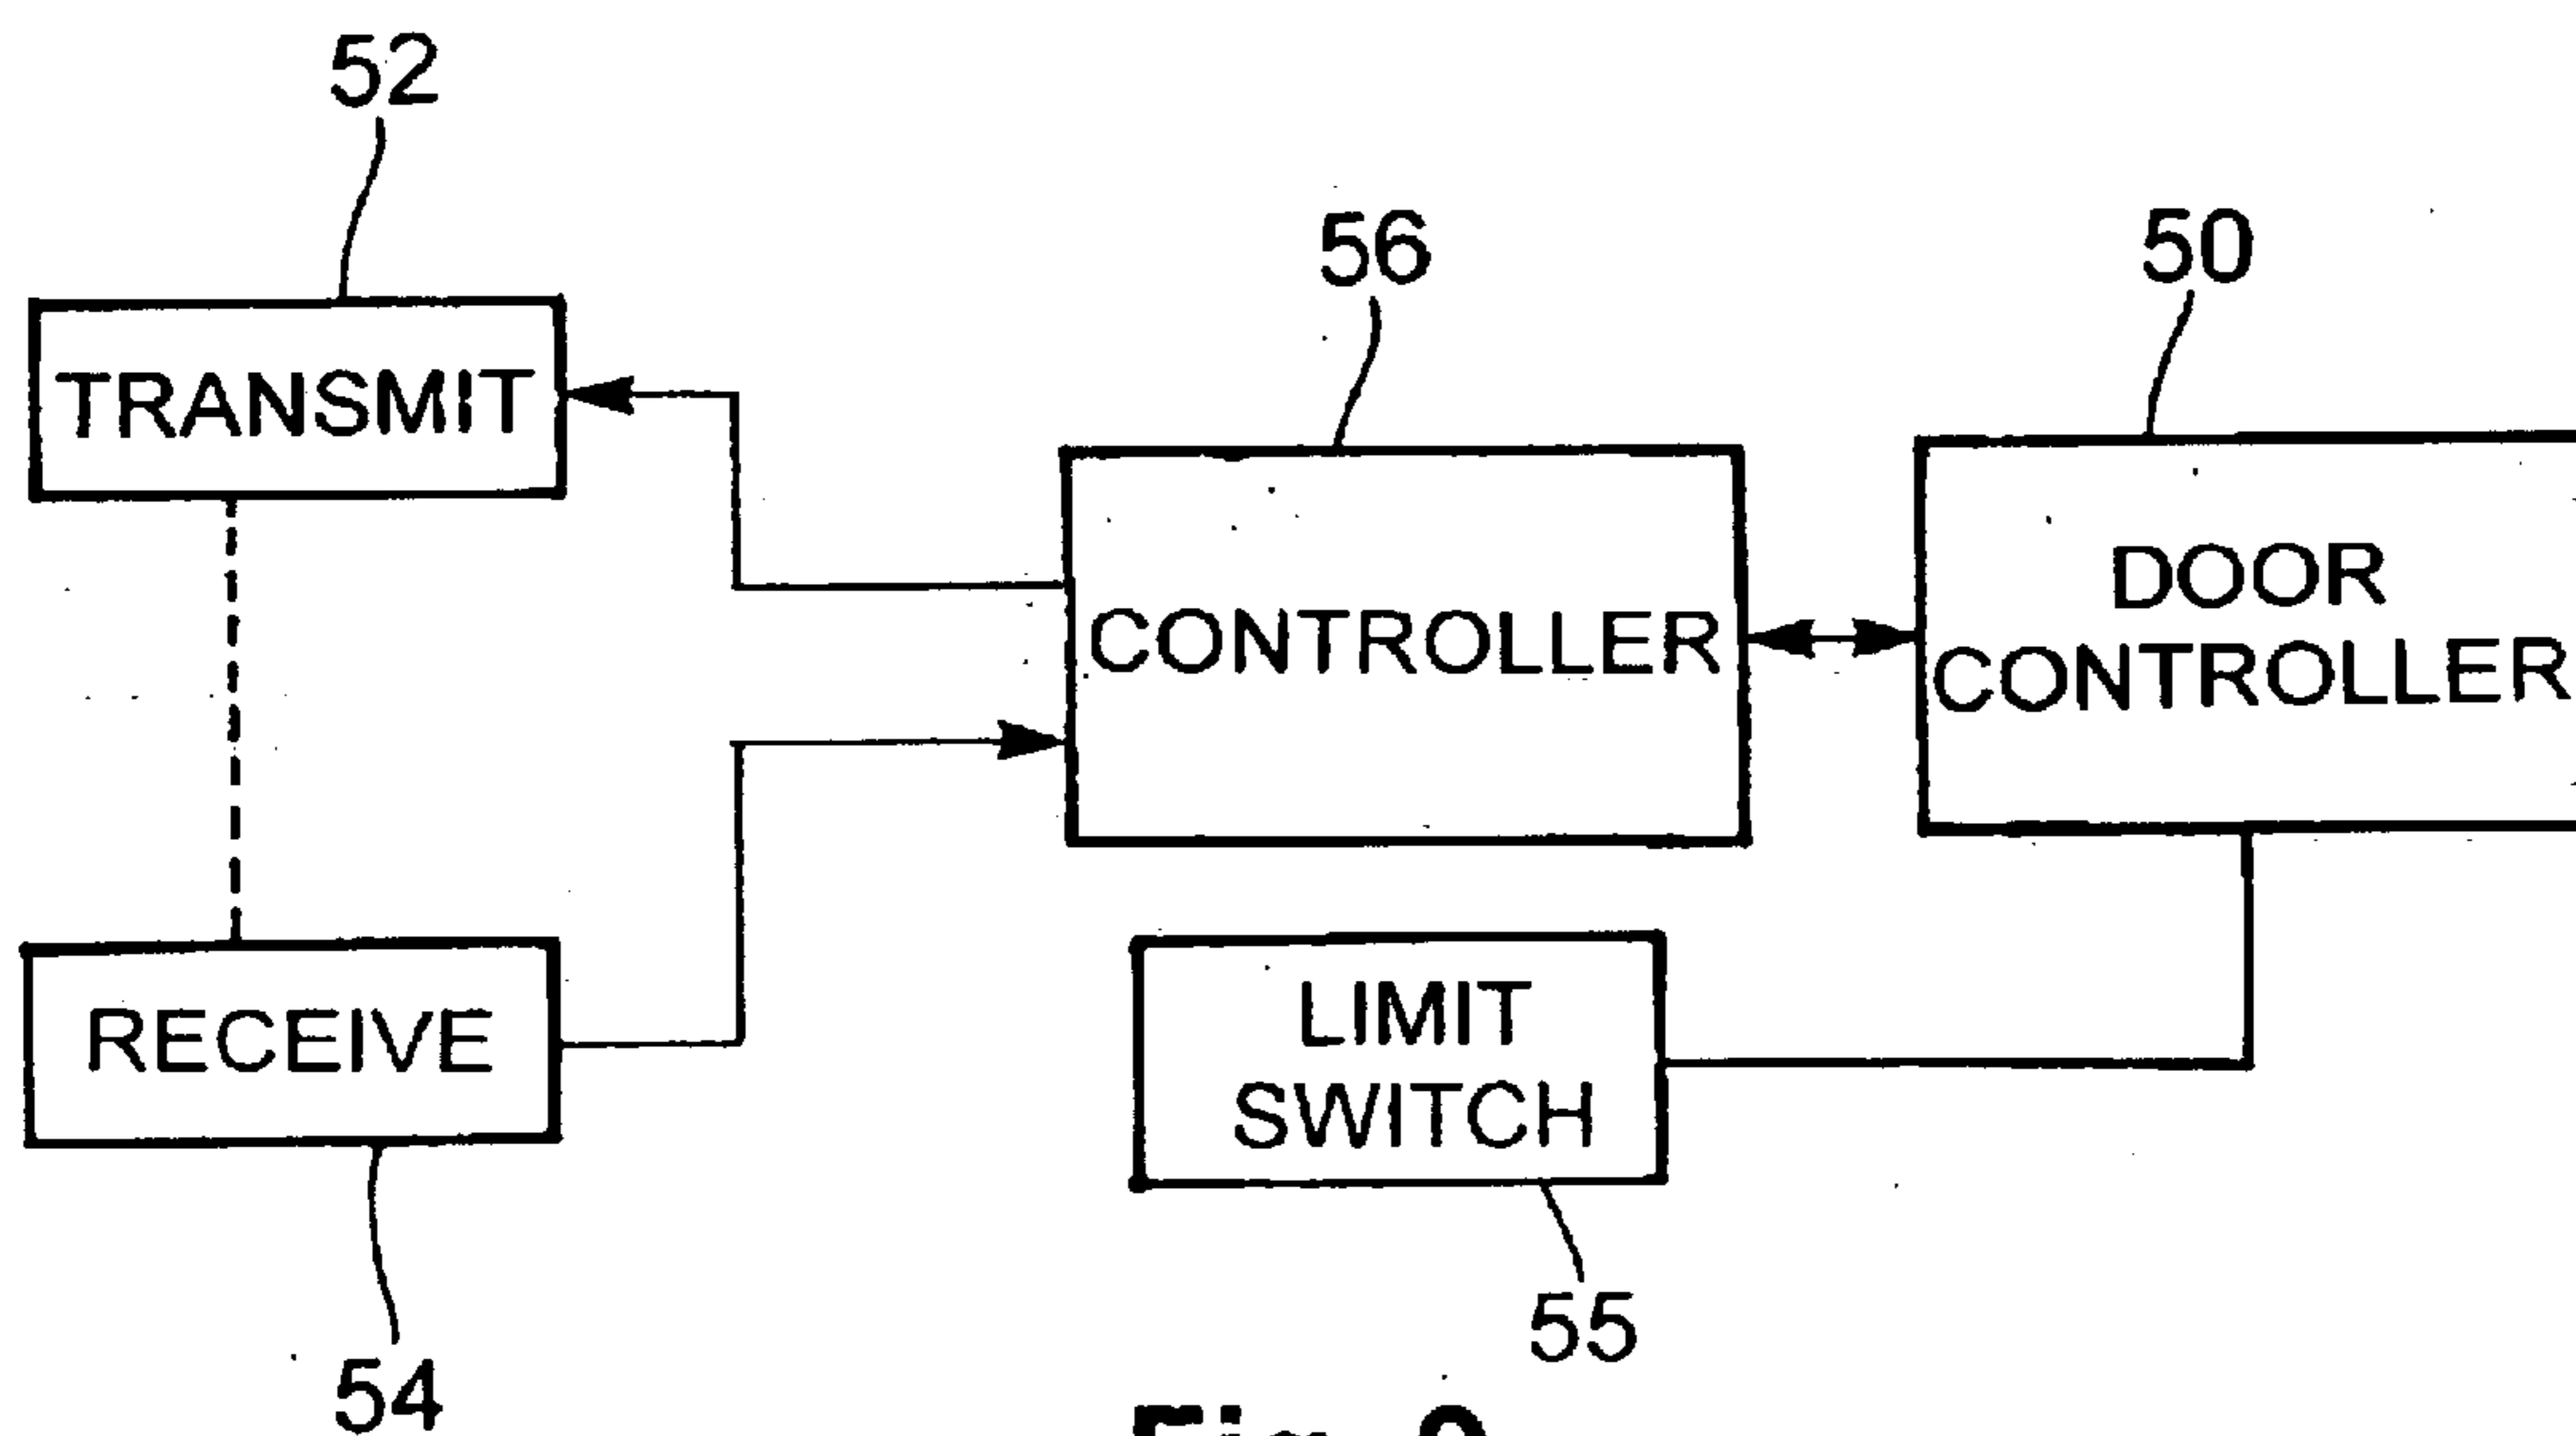 52
56
50
TRANSMIT
CONTROLLER
DOOR
CONTROLLER
RECEIVE
LIMIT
SWITCH
55
54